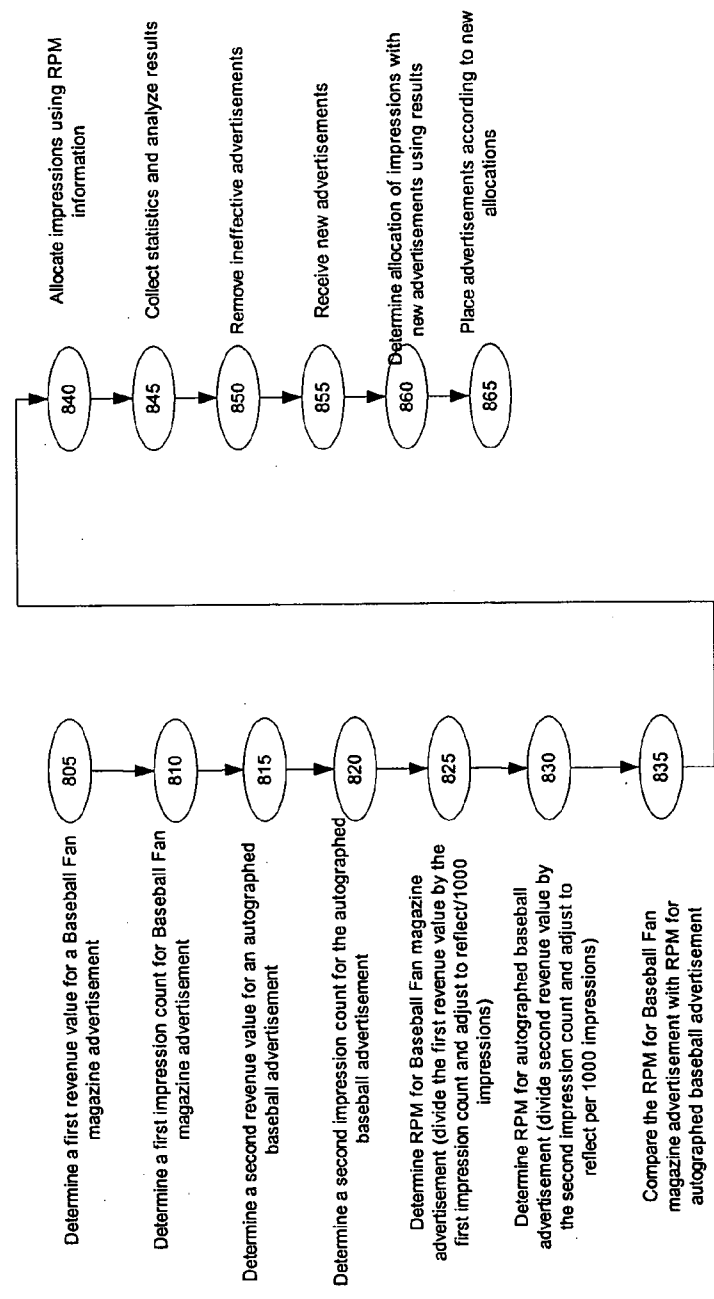 Determine a first revenue value for a Baseball Fan
magazine advertisement
805
Determine a first impression count for Baseball Fan
magazine advertisement
810
Determine a second revenue value for an autographed
baseball advertisement
815
Determine a second impression count for the autographed
baseball advertisement
820
Determine RPM for Baseball Fan magazine
advertisement (divide the first revenue value by the
first impression count and adjust to reflect/1000
impressions)
825
Determine RPM for autographed baseball
advertisement (divide second revenue value by
the second impression count and adjust to
reflect per 1000 impressions)
830
Compare the RPM for Baseball Fan
magazine advertisement with RPM for
autographed baseball advertisement
835
840
Allocate impressions using RPM
information
845
Collect statistics and analyze results
850
Remove ineffective advertisements
855
Receive new advertisements
860
Determine allocation of impressions with
new advertisements using results
865
Place advertisements according to new
allocations